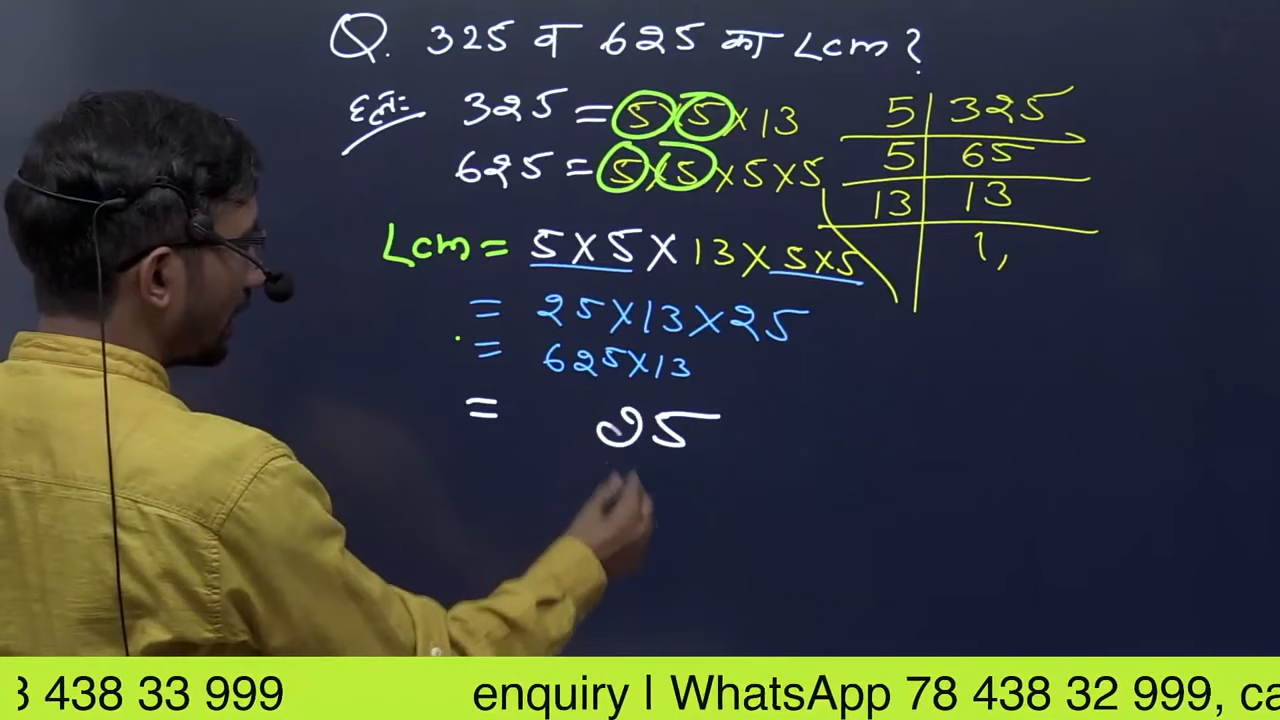 Q. 325 व 625 का Lcm?
हलः 325 = 5 × 5 × 13
625 = 5 × 5 × 5 × 5
5 | 325
5 | 65
13 | 13
1,
Lcm = 5 × 5 × 13 × 5 × 5
= 25 × 13 × 25
= 625 × 13
= 25
3 438 33 999 enquiry l WhatsApp 78 438 32 999, ca